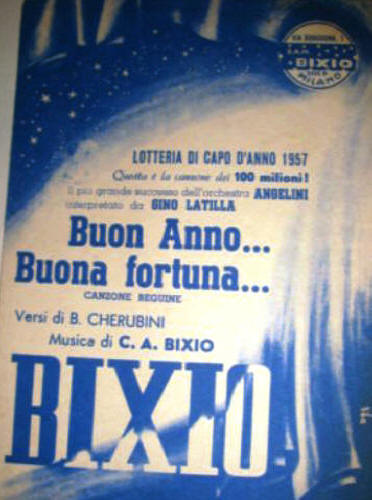 BIXIO
MILANO
LOTTERIA DI CAPO D'ANNO 1957
Questa è la canzone dei 100 milioni!
Il più grande successo dell'orchestra ANGELINI
interpretato da GINO LATILLA
Buon Anno...
Buona fortuna...
CANZONE BEGUINE
Versi di B. CHERUBINI
Musica di C. A. BIXIO
BIXIO